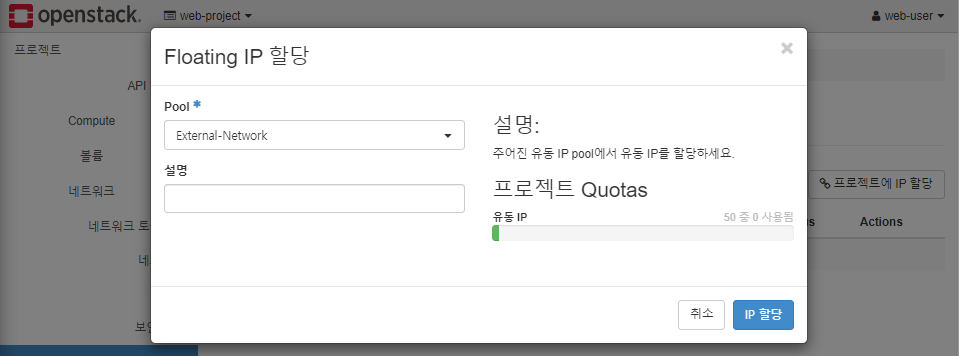 openstack.
web-project
web-user
프로젝트
API
Compute
볼륨
네트워크
네트워크 토
Floating IP 할당
×
Pool *
External-Network
설명
설명:
주어진 유동 IP pool에서 유동 IP를 할당하세요.
프로젝트 Quotas
유동 IP
50 중 0 사용됨
취소
IP 할당
프로젝트에 IP 할당
Actions